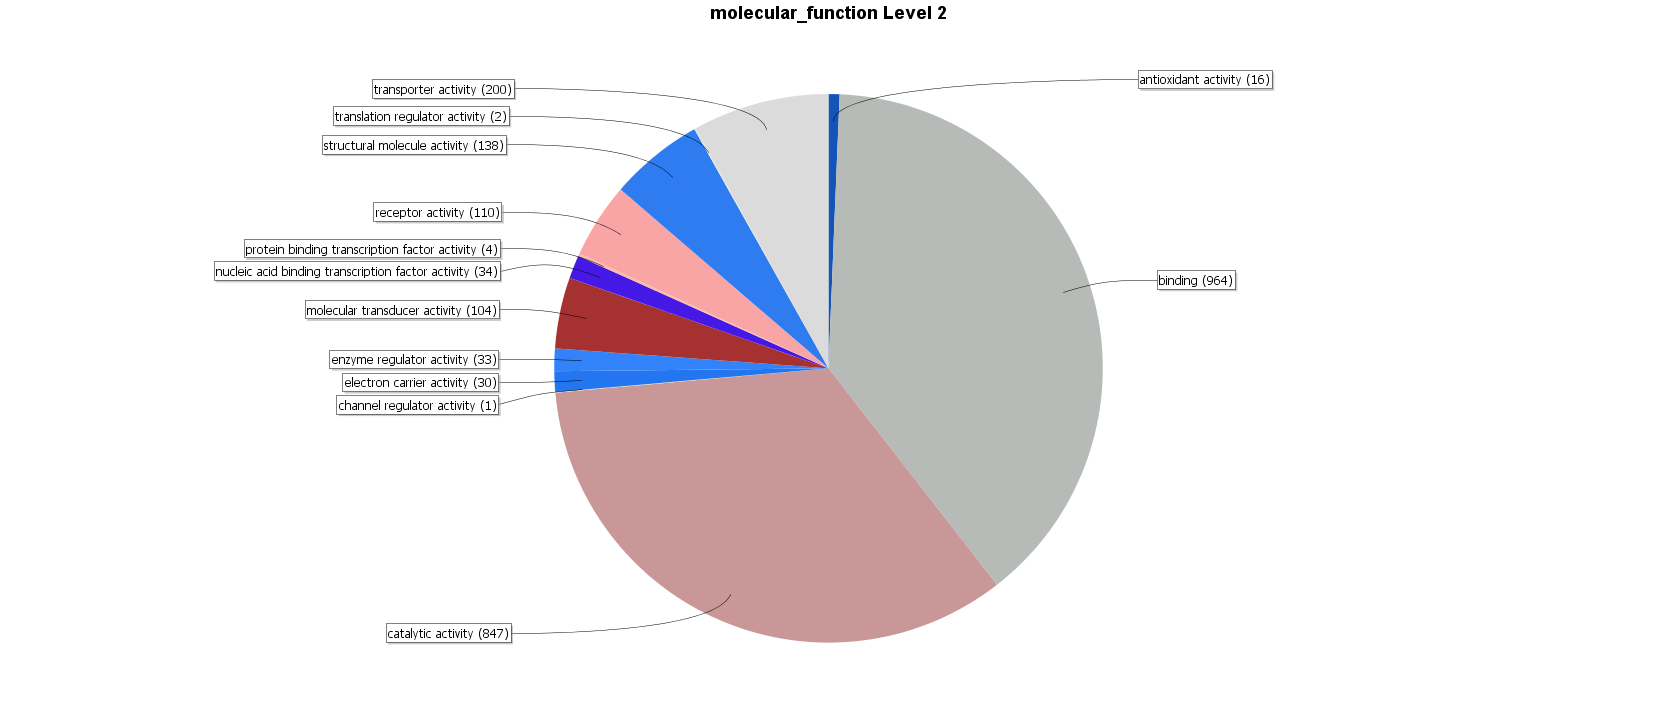 molecular_function Level 2
antioxidant activity (16)
transporter activity (200)
translation regulator activity (2)
structural molecule activity (138)
receptor activity (110)
protein binding transcription factor activity (4)
nucleic acid binding transcription factor activity (34)
binding (964)
molecular transducer activity (104)
enzyme regulator activity (33)
electron carrier activity (30)
channel regulator activity (1)
catalytic activity (847)